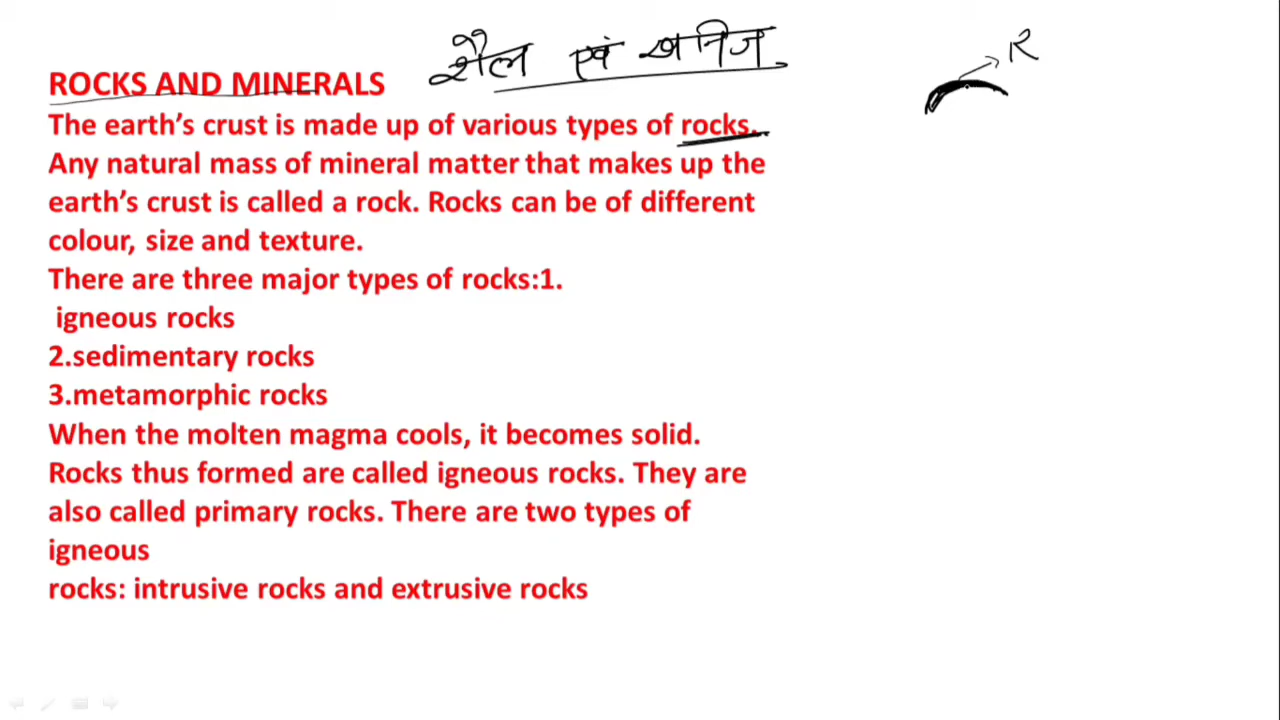 शैल एवं खनिज
R
ROCKS AND MINERALS
The earth's crust is made up of various types of rocks.
Any natural mass of mineral matter that makes up the
earth's crust is called a rock. Rocks can be of different
colour, size and texture.
There are three major types of rocks:1.
igneous rocks
2.sedimentary rocks
3.metamorphic rocks
When the molten magma cools, it becomes solid.
Rocks thus formed are called igneous rocks. They are
also called primary rocks. There are two types of
igneous
rocks: intrusive rocks and extrusive rocks